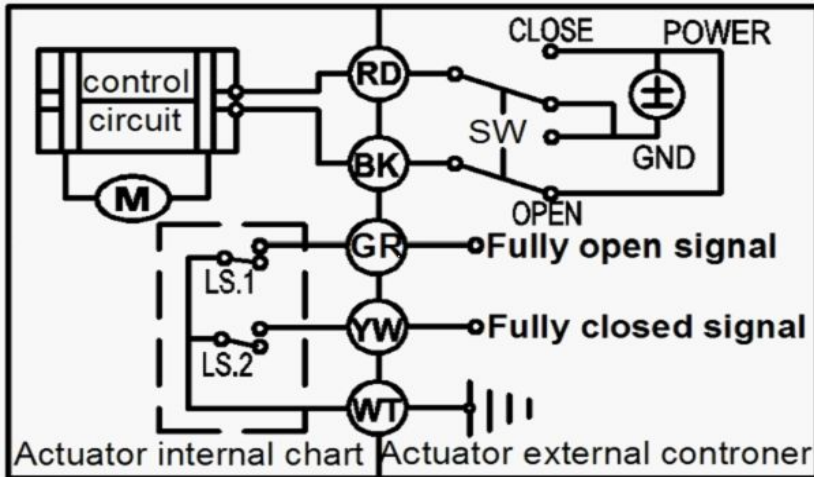 CLOSE POWER
control
circuit
RD
SW
GND
M
BK
OPEN
GR Fully open signal
LS.1
YW Fully closed signal
LS.2
WT
Actuator internal chart Actuator external controner